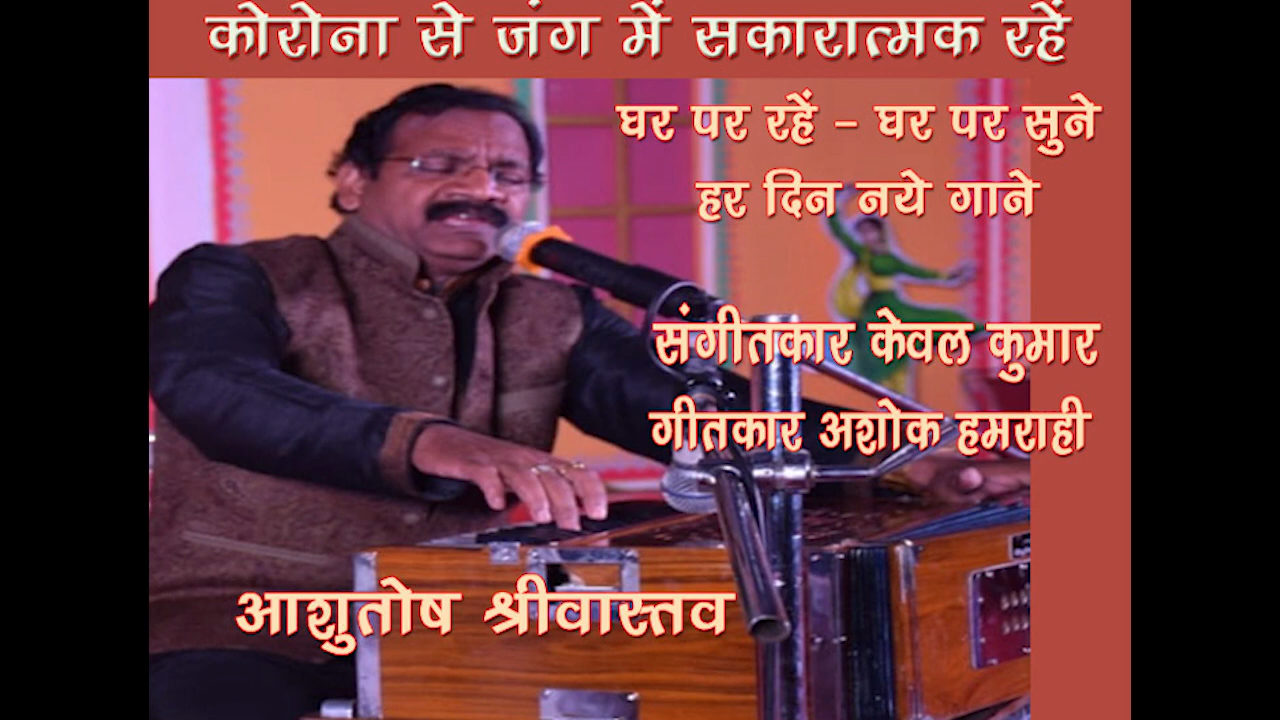 कोरोना से जंग में सकारात्मक रहें
घर पर रहें - घर पर सुने
हर दिन नये गाने
संगीतकार केवल कुमार
गीतकार अशोक हमराही
आशुतोष श्रीवास्तव